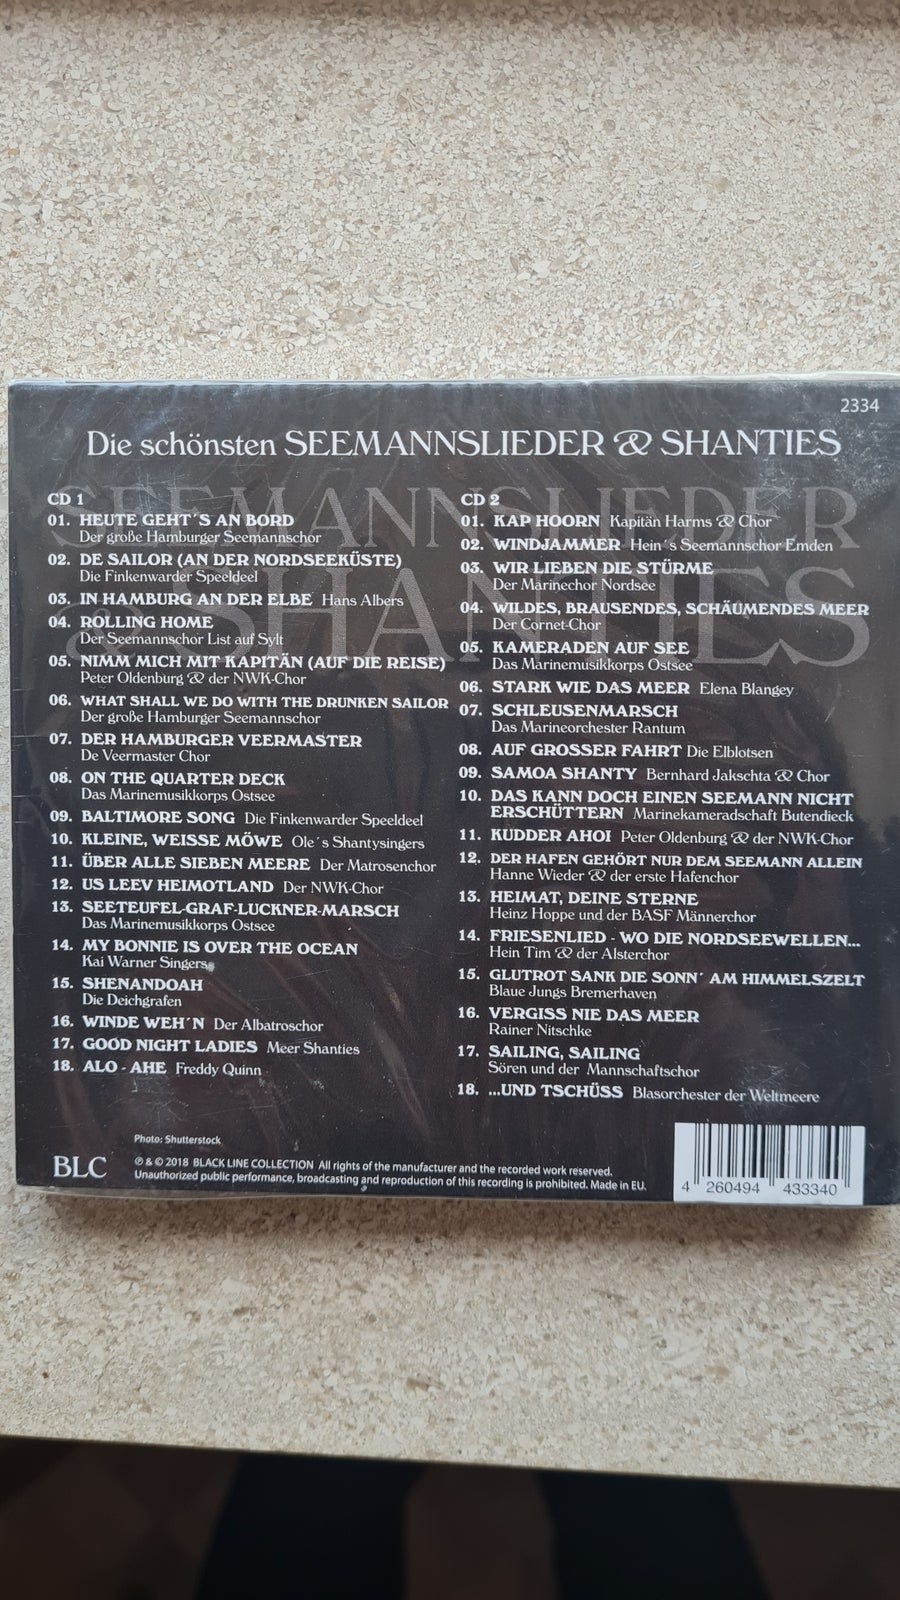 2334
Die schönsten SEEMANNSLIEDER & SHANTIES
SEEMANNSLIEDER
& SHANTIES
CD 1
01. HEUTE GEHT´S AN BORD
Der große Hamburger Seemannschor
02. DE SAILOR (AN DER NORDSEEKÜSTE)
Die Finkenwarder Speeldeel
03. IN HAMBURG AN DER ELBE Hans Albers
04. ROLLING HOME
Der Seemannschor List auf Sylt
05. NIMM MICH MIT KAPITÄN (AUF DIE REISE)
Peter Oldenburg & der NWK-Chor
06. WHAT SHALL WE DO WITH THE DRUNKEN SAILOR
Der große Hamburger Seemannschor
07. DER HAMBURGER VEERMASTER
De Veermaster Chor
08. ON THE QUARTER DECK
Das Marinemusikkorps Ostsee
09. BALTIMORE SONG Die Finkenwarder Speeldeel
10. KLEINE, WEISSE MÖWE Ole´s Shantysingers
11. ÜBER ALLE SIEBEN MEERE Der Matrosenchor
12. US LEEV HEIMOTLAND Der NWK-Chor
13. SEETEUFEL-GRAF-LUCKNER-MARSCH
Das Marinemusikkorps Ostsee
14. MY BONNIE IS OVER THE OCEAN
Kai Warner Singers
15. SHENANDOAH
Die Deichgrafen
16. WINDE WEH´N Der Albatroschor
17. GOOD NIGHT LADIES Meer Shanties
18. ALO - AHE Freddy Quinn
CD 2
01. KAP HOORN Kapitän Harms & Chor
02. WINDJAMMER Hein´s Seemannschor Emden
03. WIR LIEBEN DIE STÜRME
Der Marinechor Nordsee
04. WILDES, BRAUSENDES, SCHÄUMENDES MEER
Der Cornet-Chor
05. KAMERADEN AUF SEE
Das Marinemusikkorps Ostsee
06. STARK WIE DAS MEER Elena Blangey
07. SCHLEUSENMARSCH
Das Marineorchester Rantum
08. AUF GROSSER FAHRT Die Elblotsen
09. SAMOA SHANTY Bernhard Jakschta & Chor
10. DAS KANN DOCH EINEN SEEMANN NICHT
ERSCHÜTTERN Marinekameradschaft Butendieck
11. KUDDER AHOI Peter Oldenburg & der NWK-Chor
12. DER HAFEN GEHÖRT NUR DEM SEEMANN ALLEIN
Hanne Wieder & der erste Hafenchor
13. HEIMAT, DEINE STERNE
Heinz Hoppe und der BASF Männerchor
14. FRIESENLIED - WO DIE NORDSEEWELLEN...
Hein Tim & der Alsterchor
15. GLUTROT SANK DIE SONN´ AM HIMMELSZELT
Blaue Jungs Bremerhaven
16. VERGISS NIE DAS MEER
Rainer Nitschke
17. SAILING, SAILING
Sören und der Mannschaftschor
18. ...UND TSCHÜSS Blasorchester der Weltmeere
Photo: Shutterstock
BLC
℗ & © 2018 BLACK LINE COLLECTION All rights of the manufacturer and the recorded work reserved.
Unauthorized public performance, broadcasting and reproduction of this recording is prohibited. Made in EU.
4 260494 433340